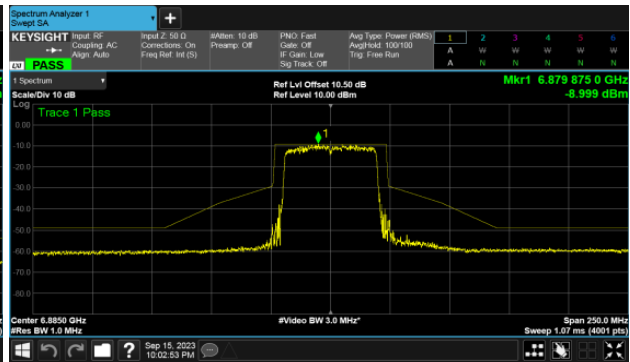 Spectrum Analyzer 1
Swept SA
+
KEYSIGHT Input: RF Input Z: 50 Ω #Atten: 10 dB PNO: Fast Avg Type: Power (RMS) 1 2 3 4 5 6
Coupling: AC Corrections: On Preamp: Off Gate: Off Avg|Hold: 100/100 A W W W W W
Align: Auto Freq Ref: Int (S) IF Gain: Low Trig: Free Run
Sig Track: Off A N N N N N
LXI PASS
1 Spectrum Ref Lvl Offset 10.50 dB Mkr1 6.879 875 0 GHz
Scale/Div 10 dB Ref Level 10.00 dBm -8.999 dBm
Log
Trace 1 Pass
0.00
1
-10.0
-20.0
-30.0
-40.0
-50.0
-60.0
-70.0
-80.0
Center 6.8850 GHz #Video BW 3.0 MHz* Span 250.0 MHz
#Res BW 1.0 MHz Sweep 1.07 ms (4001 pts)
? Sep 15, 2023
10:02:53 PM